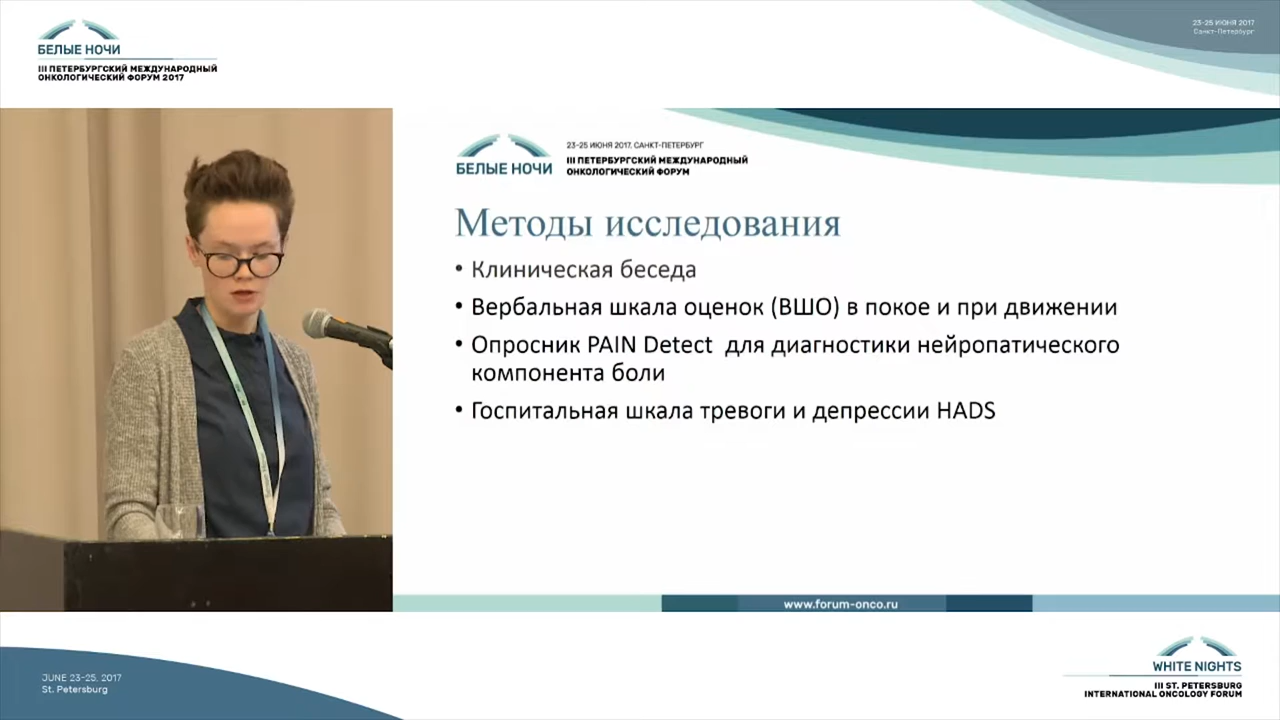 БЕЛЫЕ НОЧИ
III ПЕТЕРБУРГСКИЙ МЕЖДУНАРОДНЫЙ
ОНКОЛОГИЧЕСКИЙ ФОРУМ 2017
23-25 ИЮНЯ 2017
Санкт-Петербург
БЕЛЫЕ НОЧИ
23-25 ИЮНЯ 2017, САНКТ-ПЕТЕРБУРГ
III ПЕТЕРБУРГСКИЙ МЕЖДУНАРОДНЫЙ
ОНКОЛОГИЧЕСКИЙ ФОРУМ
Методы исследования
• Клиническая беседа
• Вербальная шкала оценок (ВШО) в покое и при движении
• Опросник PAIN Detect для диагностики нейропатического
компонента боли
• Госпитальная шкала тревоги и депрессии HADS
www.forum-onco.ru
JUNE 23-25, 2017
St. Petersburg
WHITE NIGHTS
III ST. PETERSBURG
INTERNATIONAL ONCOLOGY FORUM